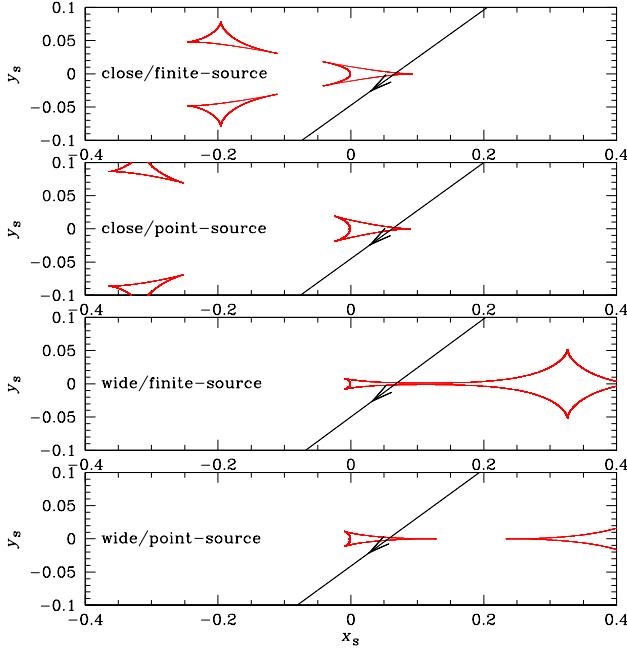 0.1
0.05
0
−0.05
−0.1
y_s
close/finite−source
−0.4 −0.2 0 0.2 0.4
0.1
0.05
0
−0.05
−0.1
y_s
close/point−source
−0.4 −0.2 0 0.2 0.4
0.1
0.05
0
−0.05
−0.1
y_s
wide/finite−source
−0.4 −0.2 0 0.2 0.4
0.1
0.05
0
−0.05
−0.1
y_s
wide/point−source
−0.4 −0.2 0 0.2 0.4
x_s